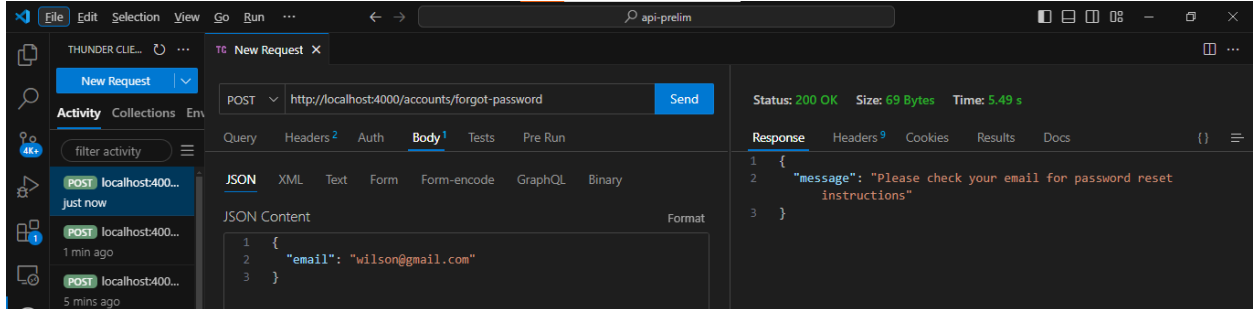 File Edit Selection View Go Run ··· ← → api-prelim
THUNDER CLIE... ··· TC New Request ×
New Request
POST http://localhost:4000/accounts/forgot-password Send
Status: 200 OK Size: 69 Bytes Time: 5.49 s
Activity Collections Env
Query Headers 2 Auth Body 1 Tests Pre Run
Response Headers 9 Cookies Results Docs {}
4K+
filter activity
POST localhost:400...
just now
JSON XML Text Form Form-encode GraphQL Binary
JSON Content Format
1 {
2 "email": "wilson@gmail.com"
3 }
1 {
2 "message": "Please check your email for password reset
instructions"
3 }
POST localhost:400...
1 min ago
1
POST localhost:400...
5 mins ago